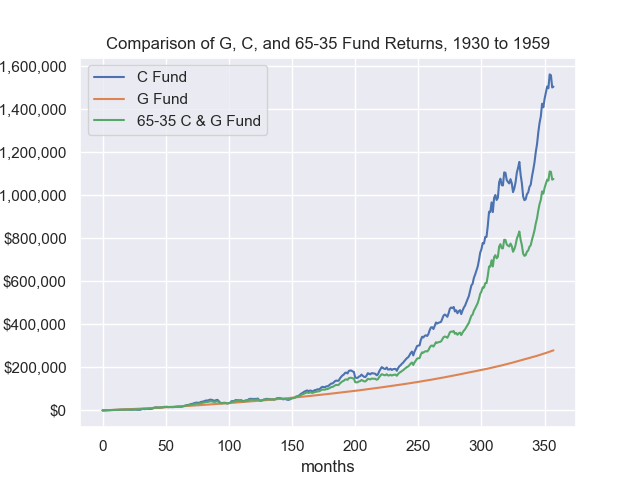 Comparison of G, C, and 65-35 Fund Returns, 1930 to 1959
C Fund
G Fund
65-35 C & G Fund
1,600,000
1,400,000
1,200,000
1,000,000
$800,000
$600,000
$400,000
$200,000
$0
0 50 100 150 200 250 300 350
months